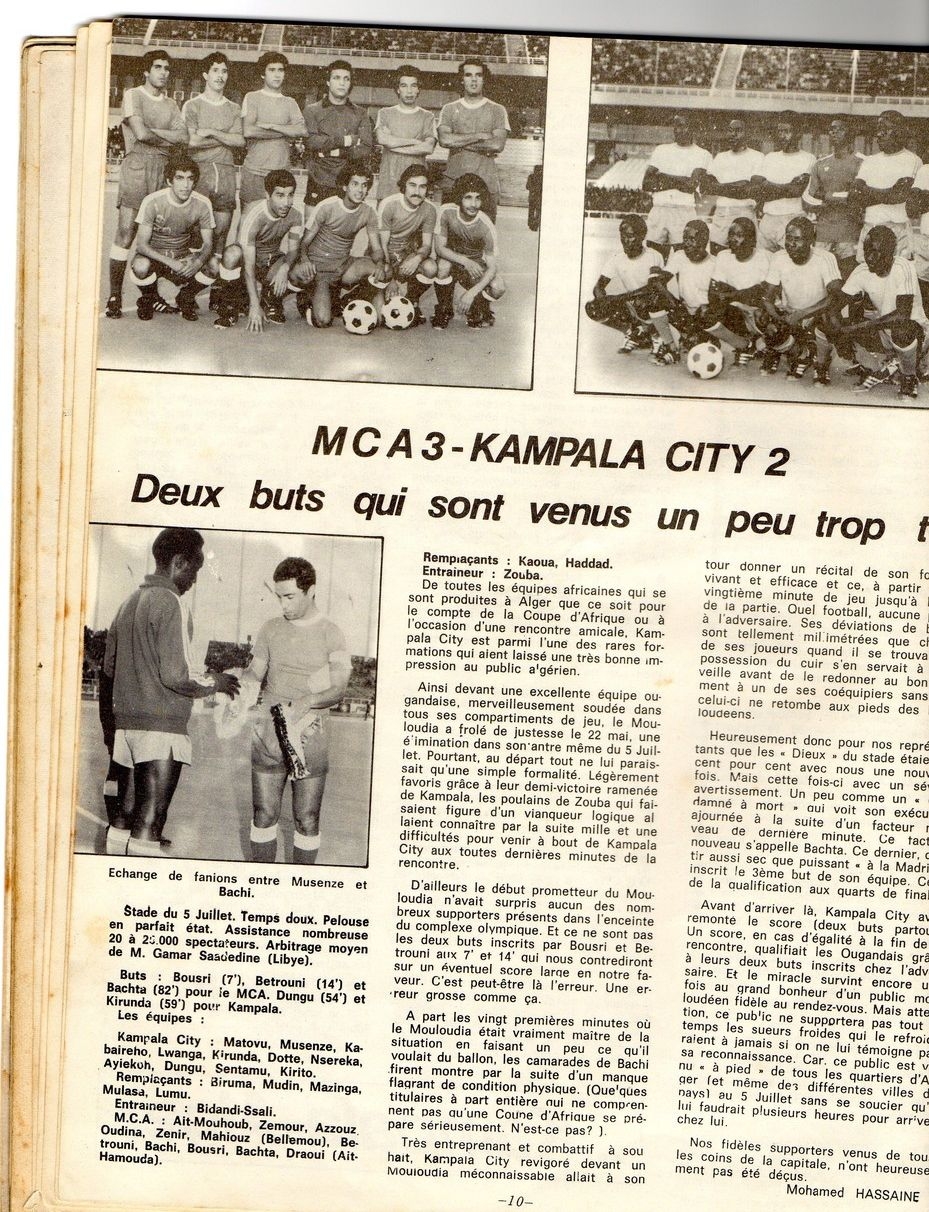 MCA3-KAMPALA CITY 2
Deux buts qui sont venus un peu trop
Echange de fanions entre Musenze et
Bachi.
Stade du 5 Juillet. Temps doux. Pelouse
en parfait état. Assistance nombreuse
20 à 25.000 spectateurs. Arbitrage moyen
de M. Gamar Saadedine (Libye).
Buts : Bousri (7'), Betrouni (14') et
Bachta (82') pour le MCA. Dungu (54') et
Kirunda (59') pour Kampala.
Les équipes :
Kampala City : Matovu, Musenze, Ka-
baireho, Lwanga, Kirunda, Dotte, Nsereka,
Ayiekoh, Dungu, Sentamu, Kirito.
Remplaçants : Biruma, Mudin, Mazinga,
Mulasa, Lumu.
Entraineur : Bidandi-Ssali.
M.C.A. : Ait-Mouhoub, Zemour, Azzouz,
Oudina, Zenir, Mahiouz (Bellemou), Be-
trouni, Bachi, Bousri, Bachta, Draoui (Ait-
Hamouda).
Remplaçants : Kaoua, Haddad.
Entraineur : Zouba.
De toutes les équipes africaines qui se
sont produites à Alger que ce soit pour
le compte de la Coupe d'Afrique ou à
l'occasion d'une rencontre amicale, Kam-
pala City est parmi l'une des rares for-
mations qui aient laissé une très bonne im-
pression au public algérien.
Ainsi devant une excellente équipe ou-
gandaise, merveilleusement soudée dans
tous ses compartiments de jeu, le Mou-
loudia a frolé de justesse le 22 mai, une
élimination dans son antre même du 5 Juil-
let. Pourtant, au départ tout ne lui parais-
sait qu'une simple formalité. Légèrement
favoris grâce à leur demi-victoire ramenée
de Kampala, les poulains de Zouba qui fai-
saient figure d'un vianqueur logique al
laient connaître par la suite mille et une
difficultés pour venir à bout de Kampala
City aux toutes dernières minutes de la
rencontre.
D'ailleurs le début prometteur du Mou-
loudia n'avait surpris aucun des nom-
breux supporters présents dans l'enceinte
du complexe olympique. Et ce ne sont pas
les deux buts inscrits par Bousri et Be-
trouni aux 7' et 14' qui nous contrediront
sur un éventuel score large en notre fa-
veur. C'est peut-être là l'erreur. Une er-
reur grosse comme ça.
A part les vingt premières minutes où
le Mouloudia était vraiment maître de la
situation en faisant un peu ce qu'il
voulait du ballon, les camarades de Bachi
firent montre par la suite d'un manque
flagrant de condition physique. (Quelques
titulaires à part entière qui ne compren-
nent pas qu'une Coupe d'Afrique se pré-
pare sérieusement. N'est-ce pas? ).
Très entreprenant et combattif à sou
hait, Kampala City revigoré devant un
Mouloudia méconnaissable allait à son
tour donner un récital de son
vivant et efficace et ce, à partir
vingtième minute de jeu jusqu'à
de la partie. Quel football, aucune
à l'adversaire. Ses déviations de
sont tellement millimétrées que
de ses joueurs quand il se
possession du cuir s'en servait à
veille avant de le redonner au
ment à un de ses coéquipiers sans
celui-ci ne retombe aux pieds des
loudéens.
Heureusement donc pour nos
tants que les « Dieux » du stade
cent pour cent avec nous une
fois. Mais cette fois-ci avec un
avertissement. Un peu comme un «
damné à mort » qui voit son
ajournée à la suite d'un facteur
veau de dernière minute. Ce
nouveau s'appelle Bachta. Ce dernier,
tir aussi sec que puissant « à la
inscrit le 3ème but de son équipe.
de la qualification aux quarts de
Avant d'arriver là, Kampala City
remonté le score (deux buts
Un score, en cas d'égalité à la fin de
rencontre, qualifiait les Ougandais
à leurs deux buts inscrits chez
saire. Et le miracle survint encore
fois au grand bonheur d'un public
loudéen fidèle au rendez-vous. Mais
tion, ce public ne supportera pas tout
temps les sueurs froides qui le
raient à jamais si on ne lui témoigne
sa reconnaissance. Car, ce public est
nu « à pied » de tous les quartiers
ger (et même des différentes villes
pays) au 5 Juillet sans se soucier
lui faudrait plusieurs heures pour
chez lui.
Nos fidèles supporters venus de
les coins de la capitale, n'ont
ment pas été déçus.
Mohamed HASSAINE
-10-